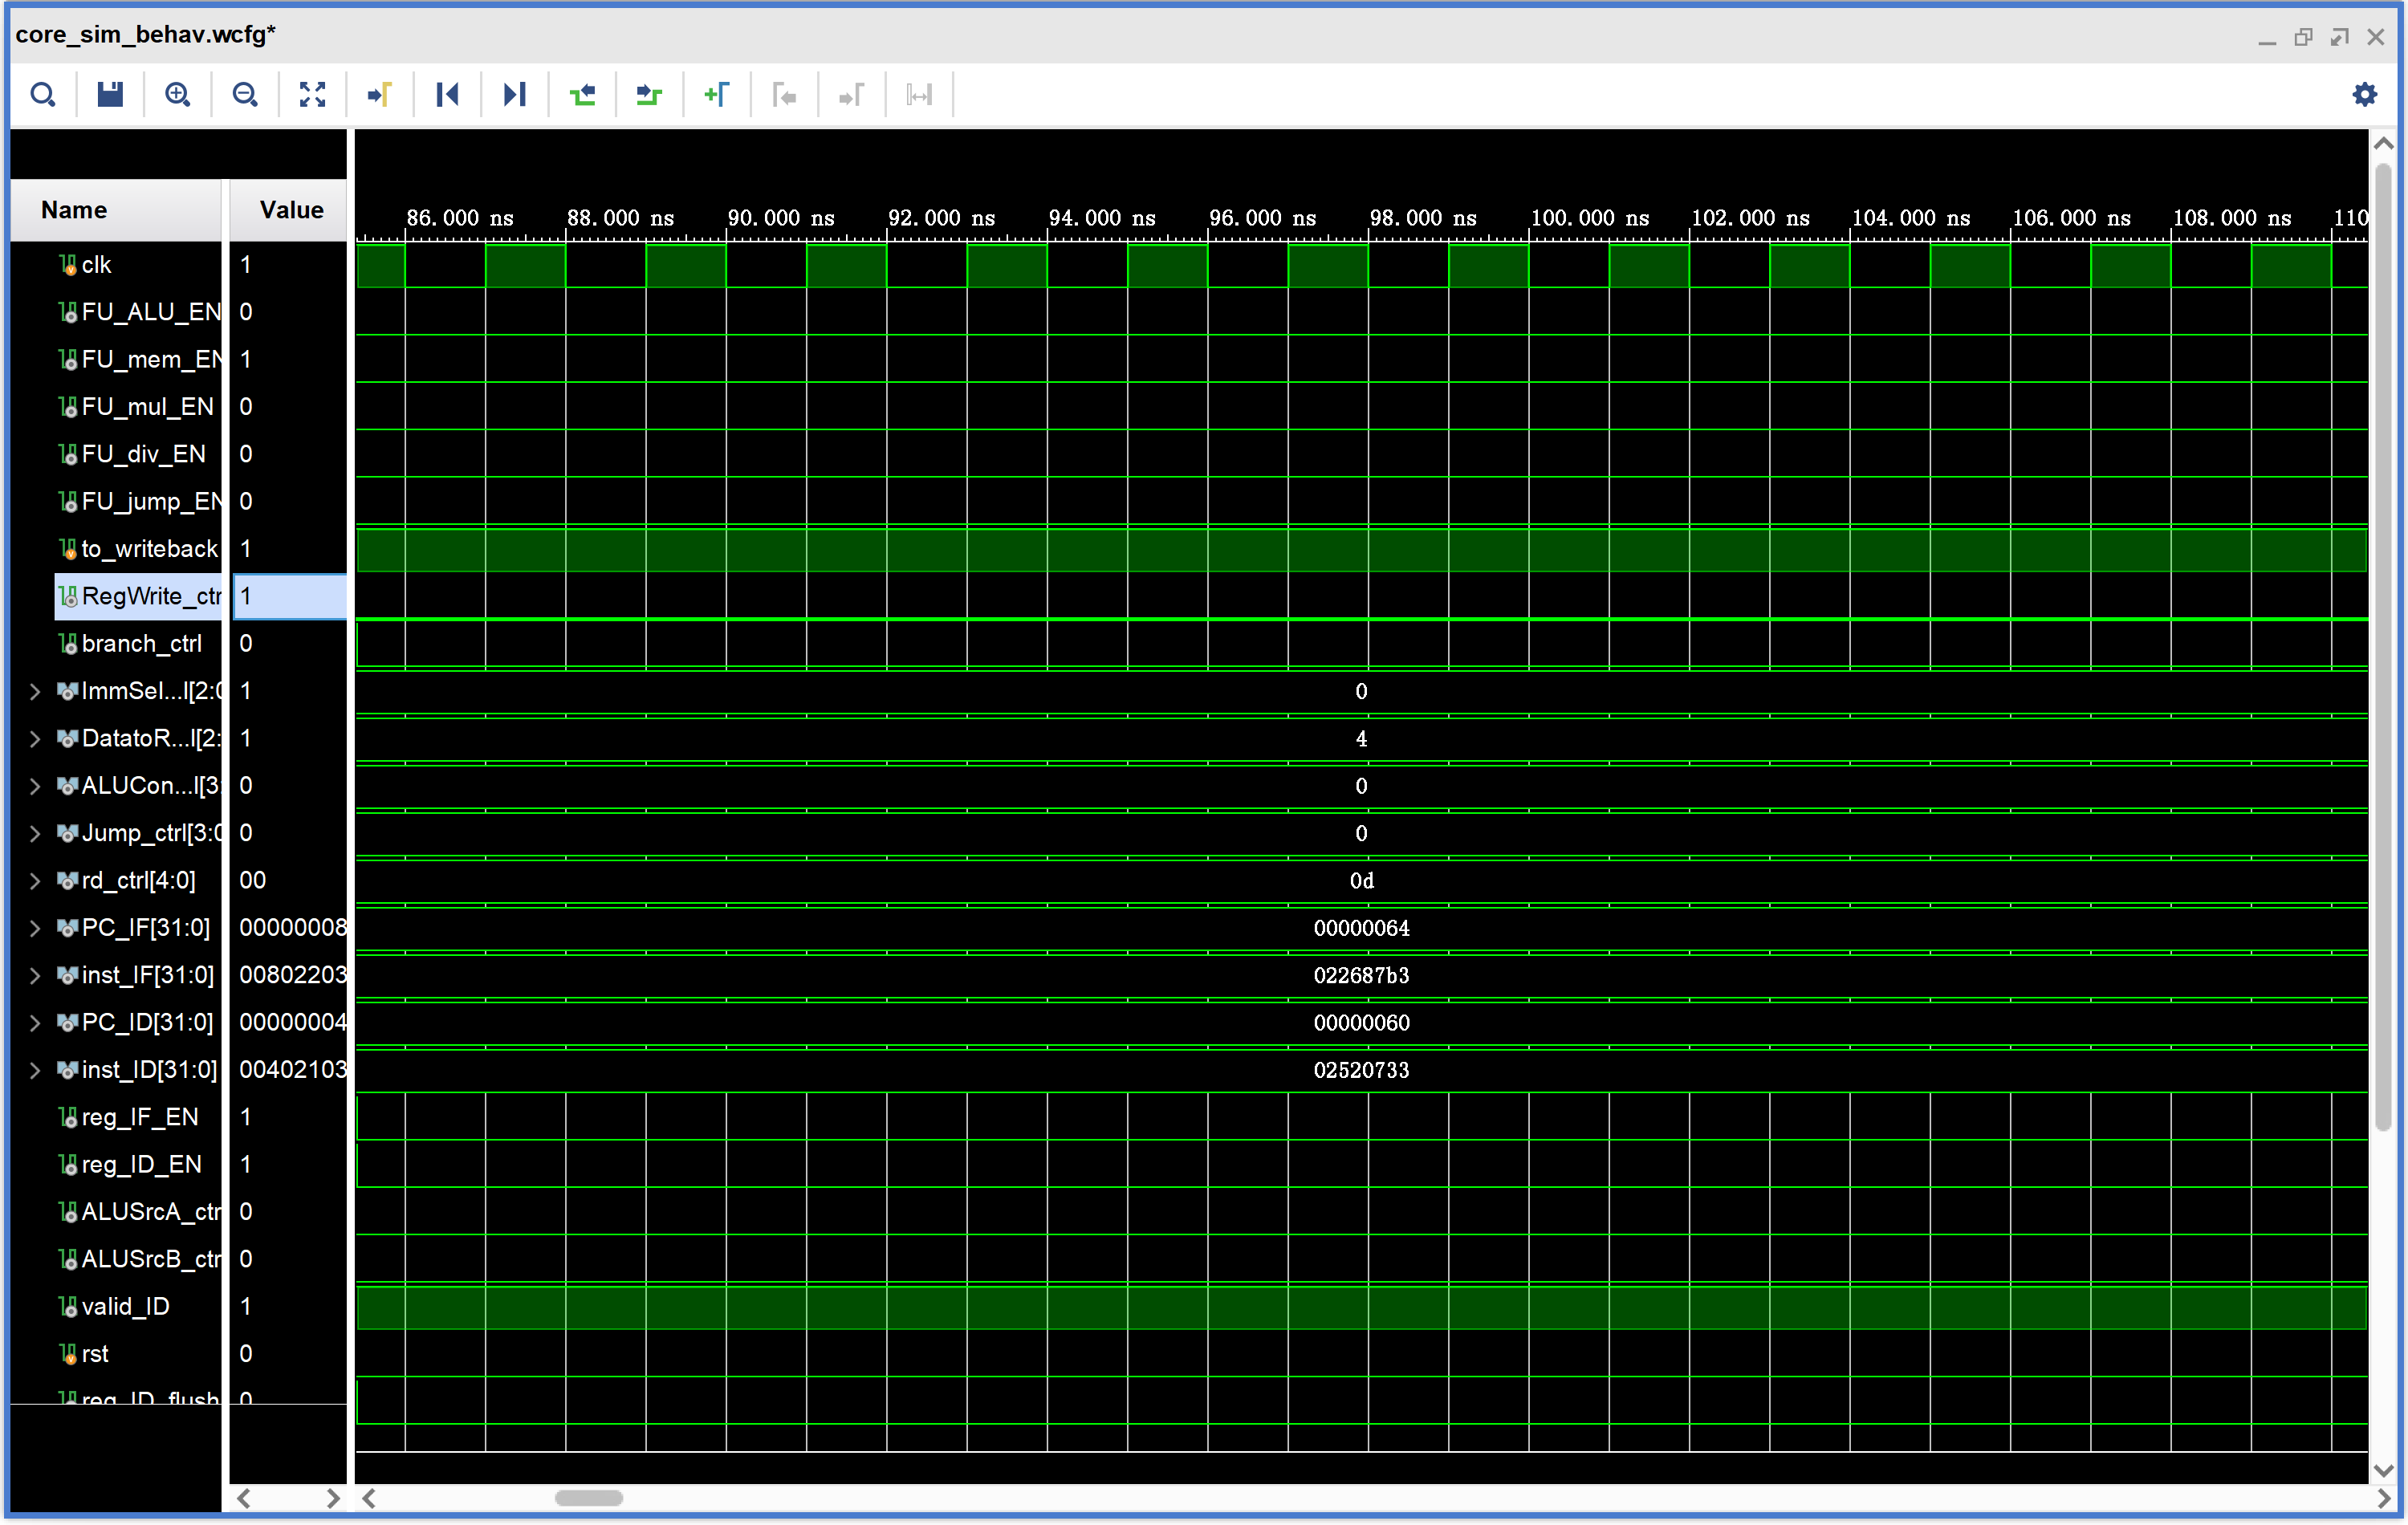 core_sim_behav.wcfg*
Name Value
86.000 ns 88.000 ns 90.000 ns 92.000 ns 94.000 ns 96.000 ns 98.000 ns 100.000 ns 102.000 ns 104.000 ns 106.000 ns 108.000 ns 110
clk 1
FU_ALU_EN 0
FU_mem_EN 1
FU_mul_EN 0
FU_div_EN 0
FU_jump_EN 0
to_writeback 1
RegWrite_ctr 1
branch_ctrl 0
ImmSel...l[2:0 1 0
DatatoR...l[2: 1 4
ALUCon...l[3: 0 0
Jump_ctrl[3:0 0 0
rd_ctrl[4:0] 00 0d
PC_IF[31:0] 00000008 00000064
inst_IF[31:0] 00802203 022687b3
PC_ID[31:0] 00000004 00000060
inst_ID[31:0] 00402103 02520733
reg_IF_EN 1
reg_ID_EN 1
ALUSrcA_ctr 0
ALUSrcB_ctr 0
valid_ID 1
rst 0
reg_ID_flush 0